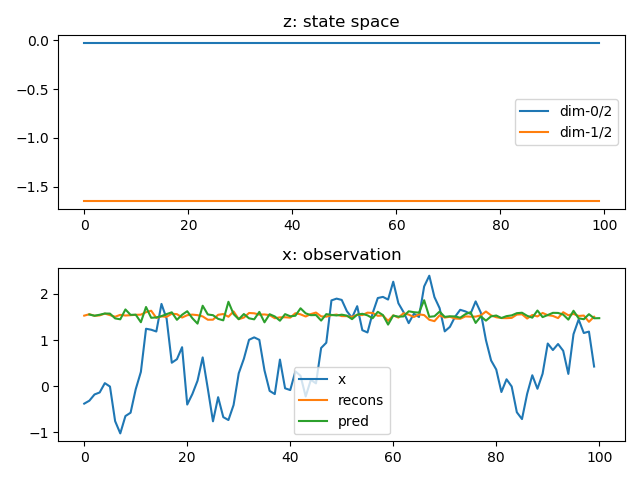 z: state space
0.0
−0.5
−1.0
−1.5
dim-0/2
dim-1/2
0 20 40 60 80 100
x: observation
2
1
0
−1
x
recons
pred
0 20 40 60 80 100